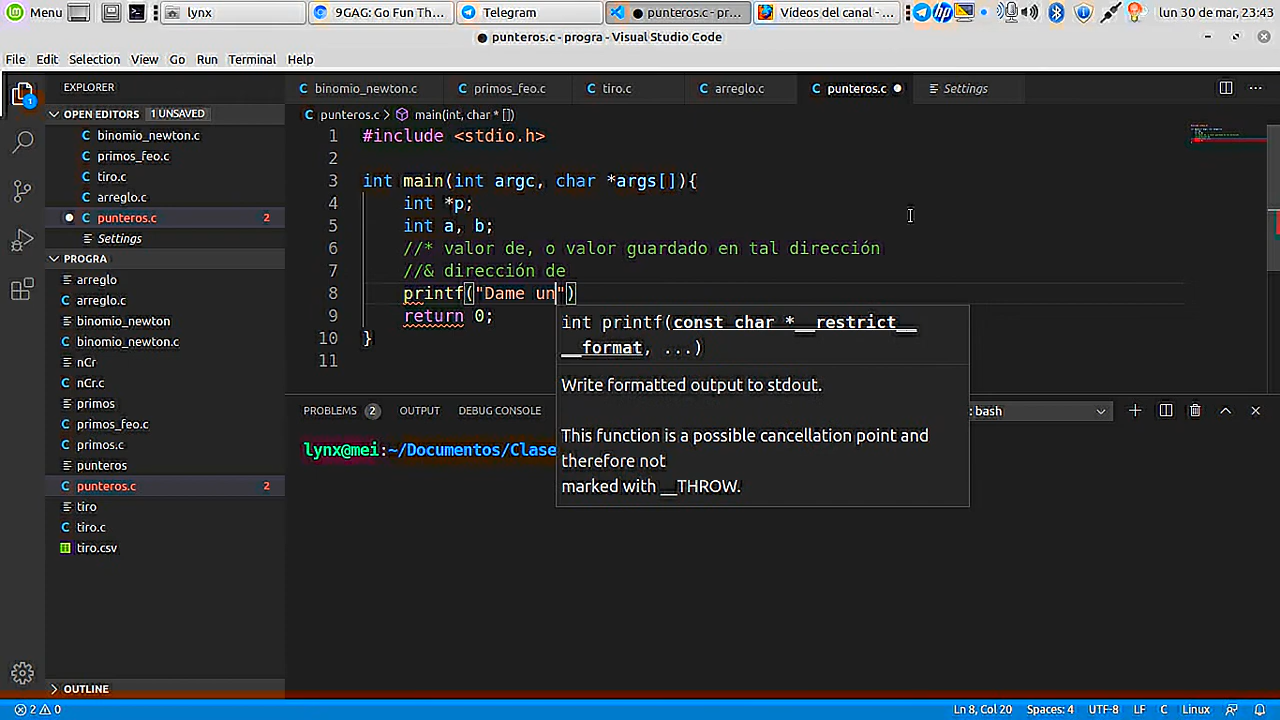 Menu lynx 9GAG: Go Fun Th... Telegram punteros.c - pr... Vídeos del canal - ... lun 30 de mar, 23:43
punteros.c - progra - Visual Studio Code
File Edit Selection View Go Run Terminal Help
EXPLORER
OPEN EDITORS 1 UNSAVED
C binomio_newton.c
C primos_feo.c
C tiro.c
C arreglo.c
C punteros.c 2
Settings
PROGRA
arreglo
C arreglo.c
binomio_newton
C binomio_newton.c
nCr
C nCr.c
primos
C primos_feo.c
C primos.c
punteros
C punteros.c 2
tiro
C tiro.c
tiro.csv
OUTLINE
C binomio_newton.c C primos_feo.c C tiro.c C arreglo.c C punteros.c Settings
C punteros.c > main(int, char * [])
1 #include <stdio.h>
2
3 int main(int argc, char *args[]){
4 int *p;
5 int a, b;
6 //* valor de, o valor guardado en tal dirección
7 //& dirección de
8 printf("Dame un")
9 return 0;
10 }
11
int printf(const char *__restrict__
__format, ...)
Write formatted output to stdout.
This function is a possible cancellation point and
therefore not
marked with __THROW.
PROBLEMS 2 OUTPUT DEBUG CONSOLE : bash
lynx@mei:~/Documentos/Clase
2 0 Ln 8, Col 20 Spaces: 4 UTF-8 LF C Linux